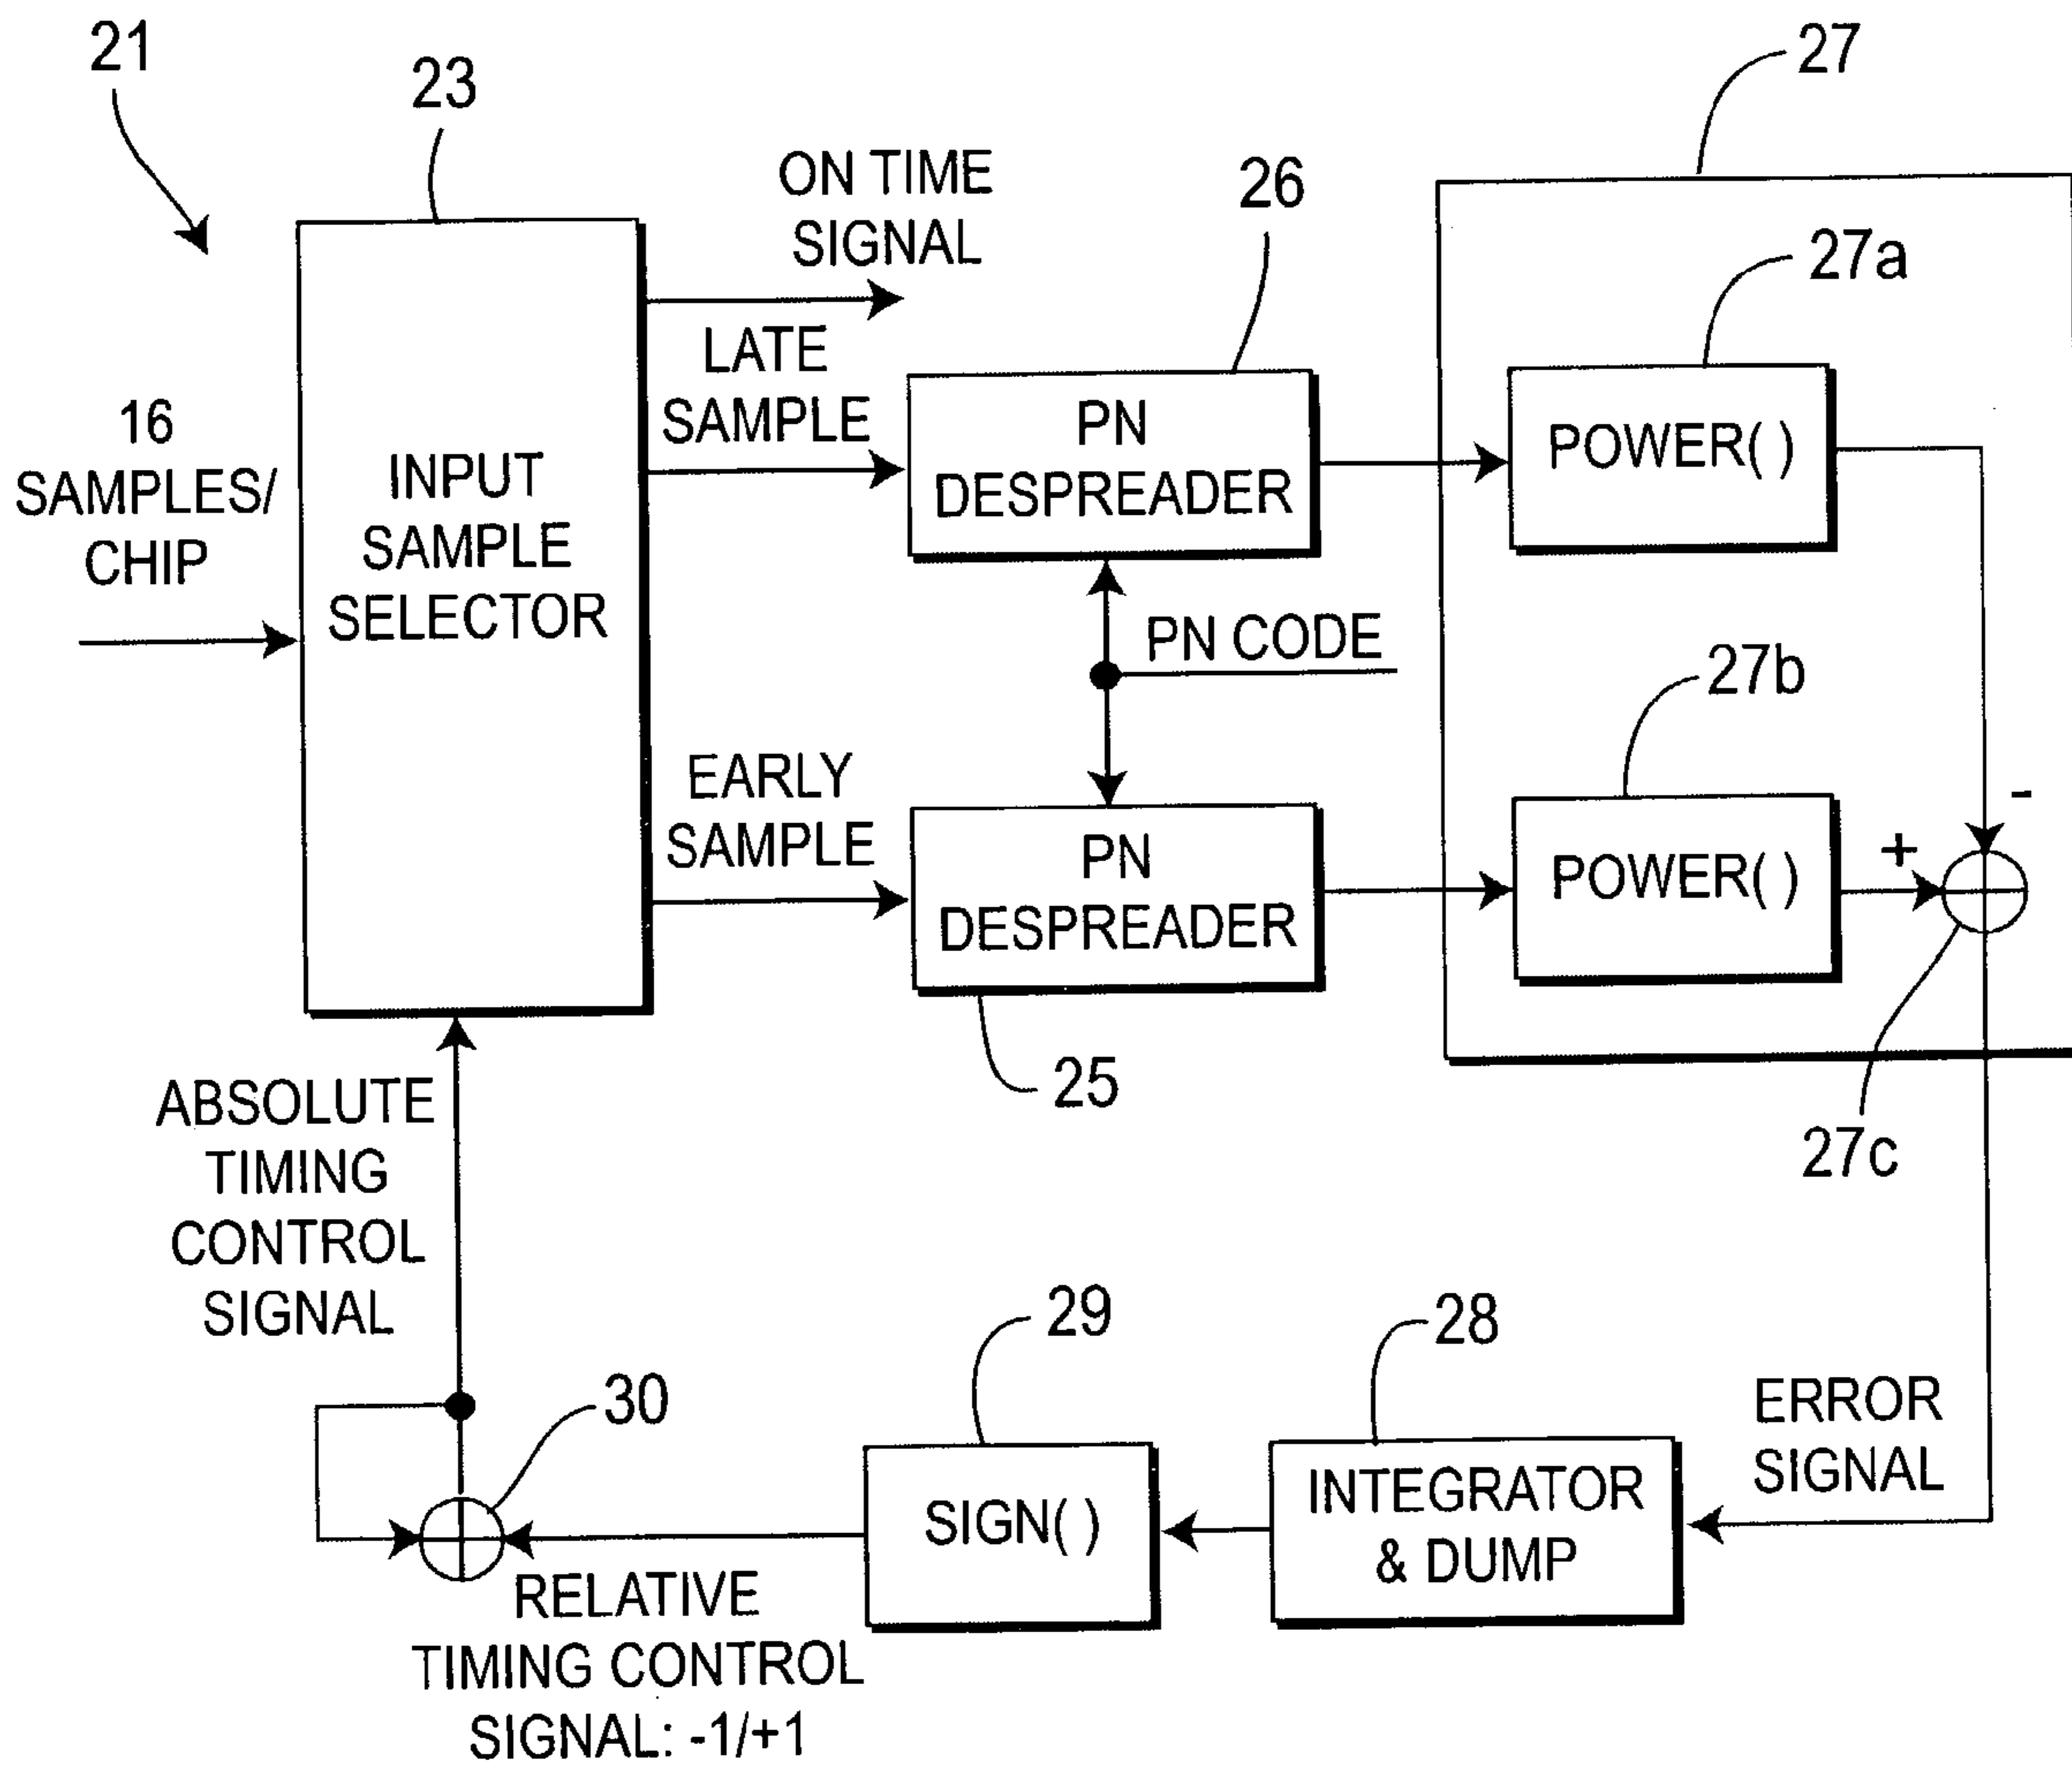 21
23
27
ON TIME
SIGNAL
26
27a
LATE
SAMPLE
16
SAMPLES/
CHIP
INPUT
SAMPLE
SELECTOR
PN
DESPREADER
POWER( )
PN CODE
27b
EARLY
SAMPLE
PN
DESPREADER
POWER( )
-
+
25
27c
ABSOLUTE
TIMING
CONTROL
SIGNAL
30
29
28
ERROR
SIGNAL
SIGN( )
INTEGRATOR
& DUMP
RELATIVE
TIMING CONTROL
SIGNAL: -1/+1